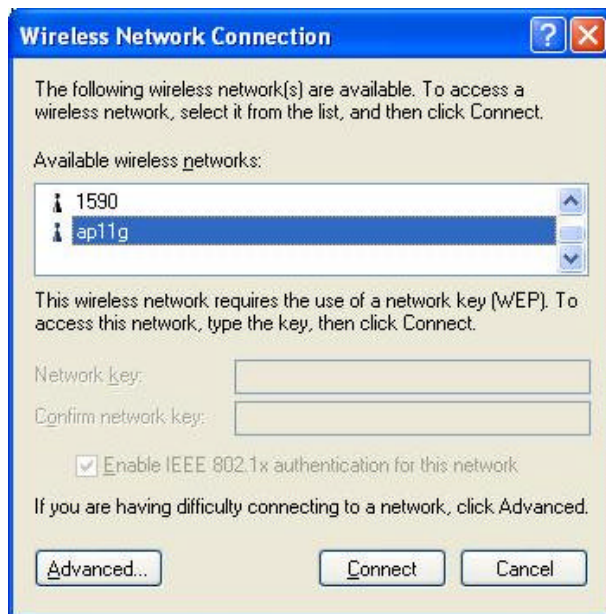 Wireless Network Connection
The following wireless network(s) are available. To access a
wireless network, select it from the list, and then click Connect.
Available wireless networks:
1590
ap11g
This wireless network requires the use of a network key (WEP). To
access this network, type the key, then click Connect.
Network key:
Confirm network key:
Enable IEEE 802.1x authentication for this network
If you are having difficulty connecting to a network, click Advanced.
Advanced... Connect Cancel